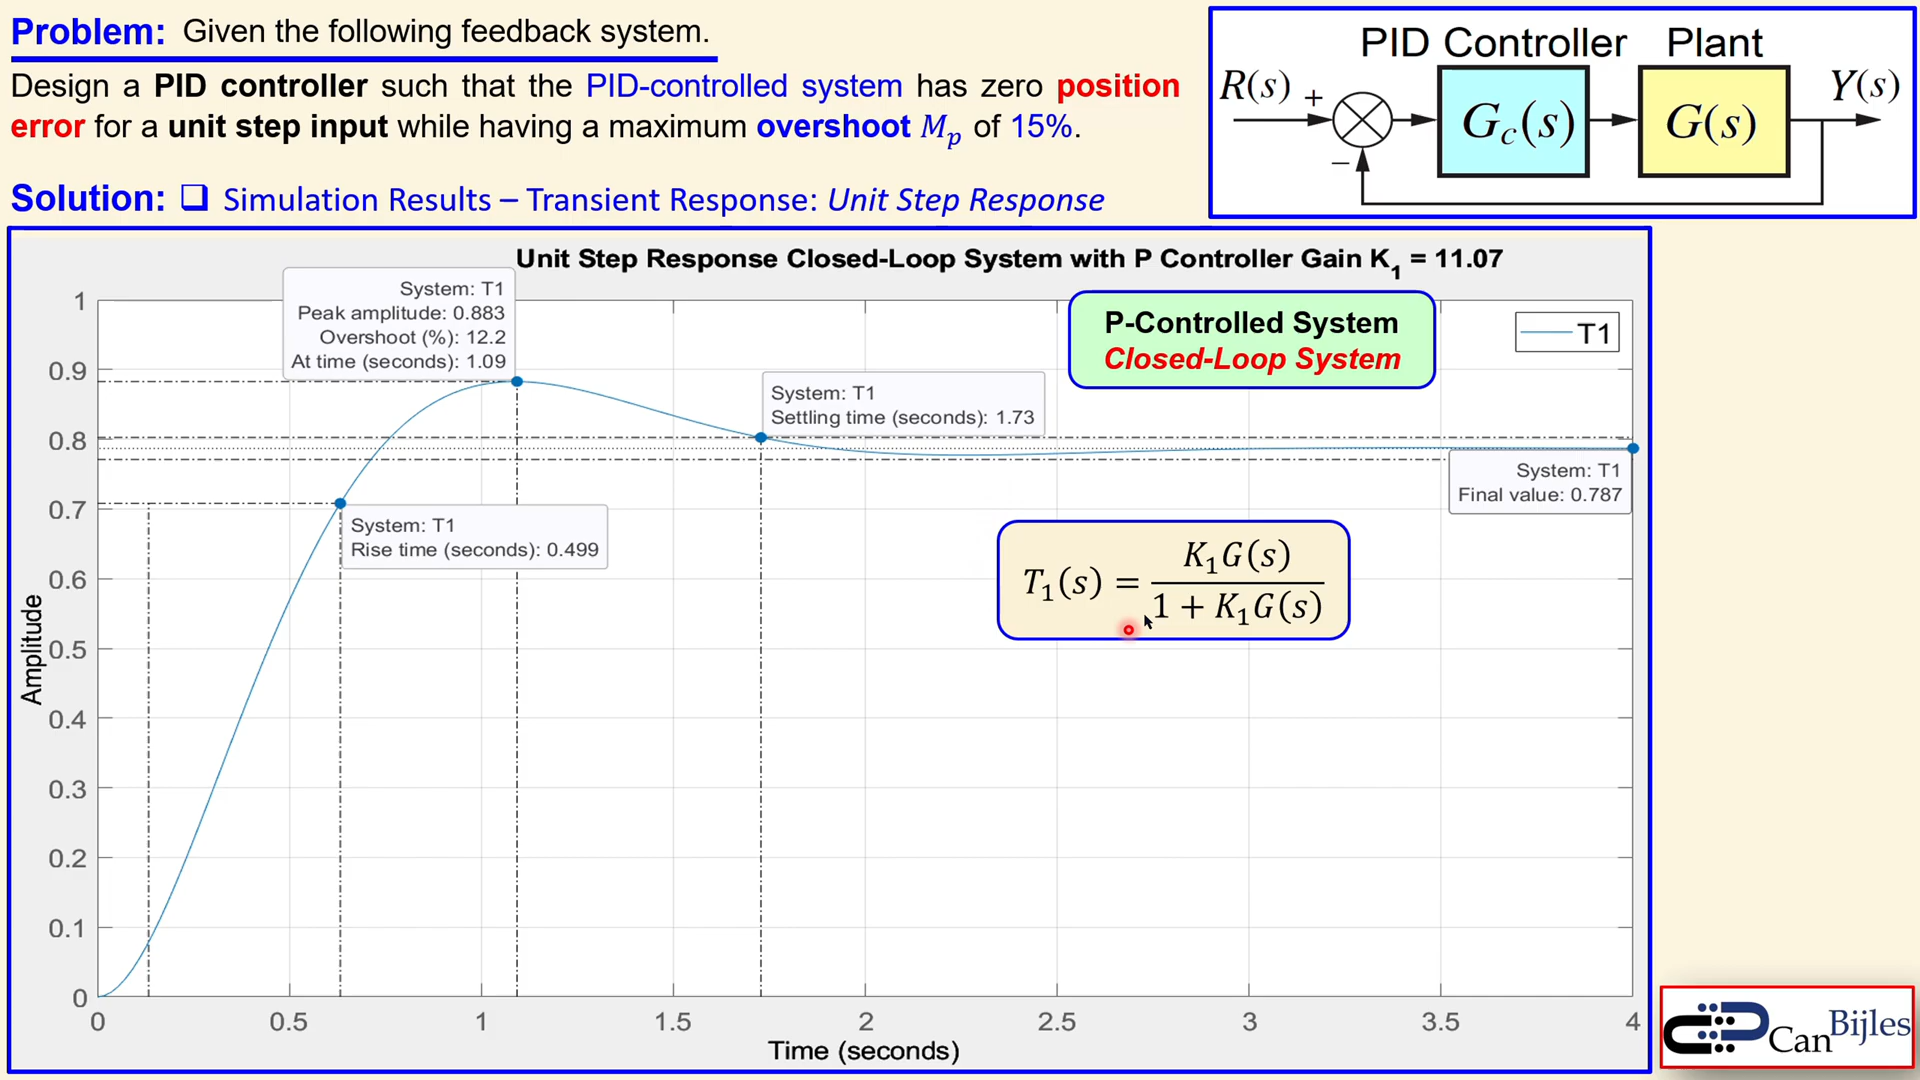 Problem: Given the following feedback system.
Design a PID controller such that the PID-controlled system has zero position
error for a unit step input while having a maximum overshoot Mₚ of 15%.
Solution: ❑ Simulation Results – Transient Response: Unit Step Response
PID Controller Plant
R(s) + Gc(s) G(s) Y(s)
−
Unit Step Response Closed-Loop System with P Controller Gain K₁ = 11.07
System: T1
Peak amplitude: 0.883
Overshoot (%): 12.2
At time (seconds): 1.09
P-Controlled System
Closed-Loop System
T1
System: T1
Settling time (seconds): 1.73
System: T1
Final value: 0.787
System: T1
Rise time (seconds): 0.499
T₁(s) = K₁G(s) / 1 + K₁G(s)
Amplitude
1
0.9
0.8
0.7
0.6
0.5
0.4
0.3
0.2
0.1
0
0 0.5 1 1.5 2 2.5 3 3.5 4
Time (seconds)
CanBijles